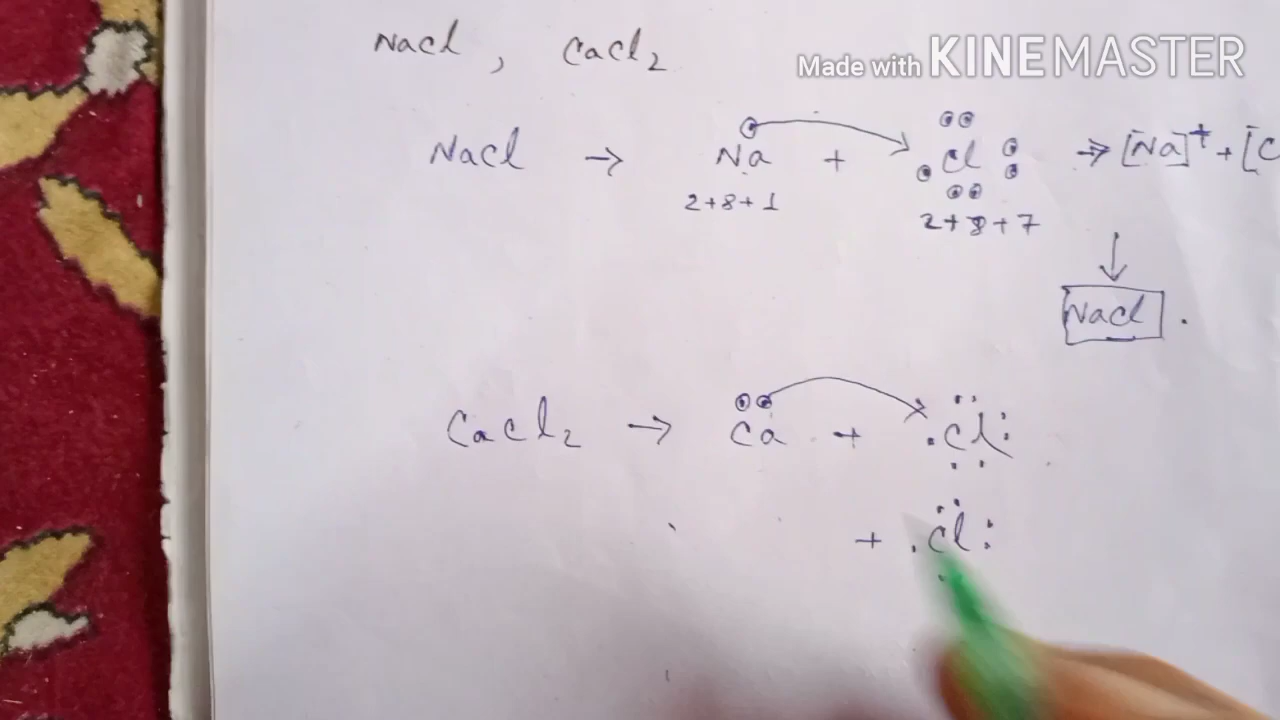 NaCl , CaCl2
Made with KINEMASTER
NaCl → Na + Cl → [Na]+ + [C
2+8+1 2+8+7
↓
NaCl .
CaCl2 → Ca + Cl
+ Cl